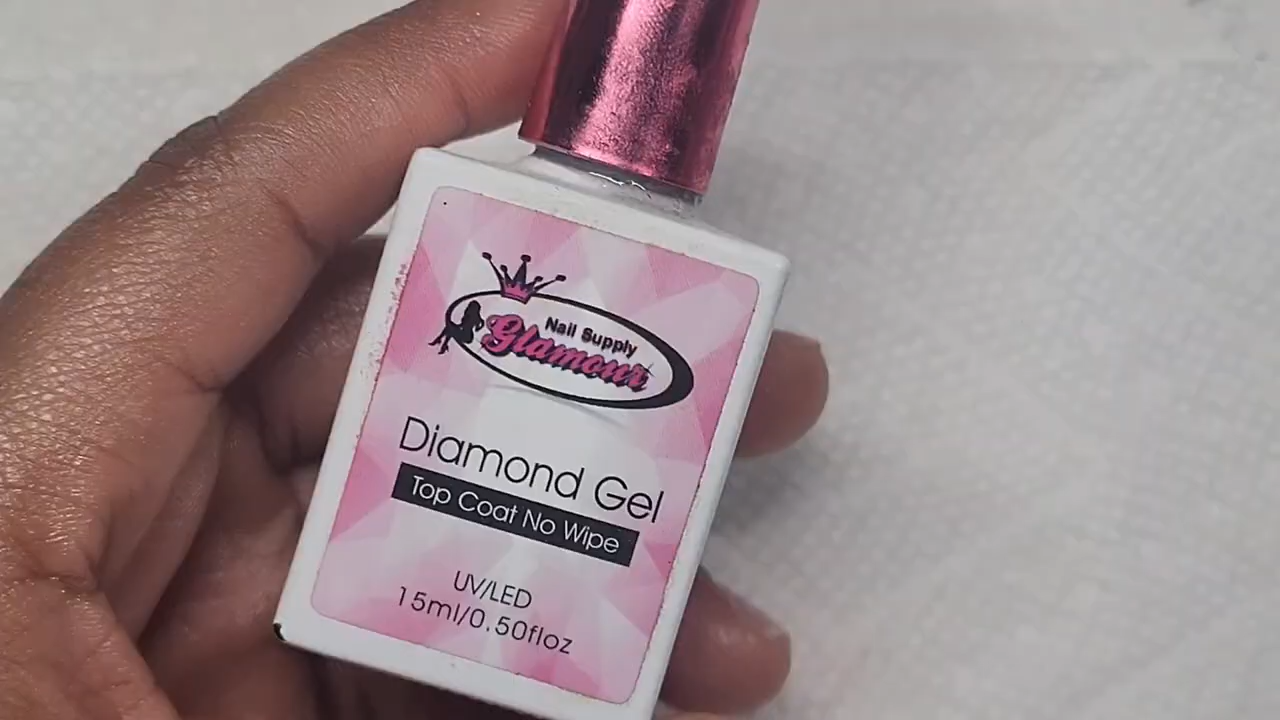 Nail Supply
Glamour
Diamond Gel
Top Coat No Wipe
UV/LED
15ml/0.50floz